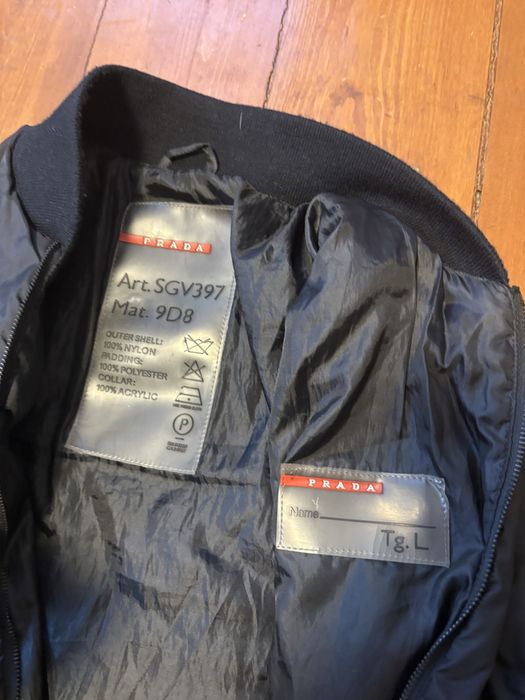 PRADA
Art. SGV397
Mat. 9D8
OUTER SHELL:
100% NYLON
PADDING:
100% POLYESTER
COLLAR:
100% ACRYLIC
P
PRADA
Name
Tg. L